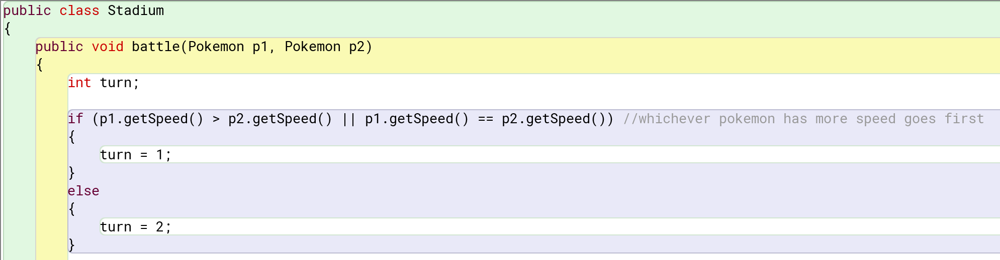 public class Stadium
{
public void battle(Pokemon p1, Pokemon p2)
{
int turn;
if (p1.getSpeed() > p2.getSpeed() || p1.getSpeed() == p2.getSpeed()) //whichever pokemon has more speed goes first
{
turn = 1;
}
else
{
turn = 2;
}